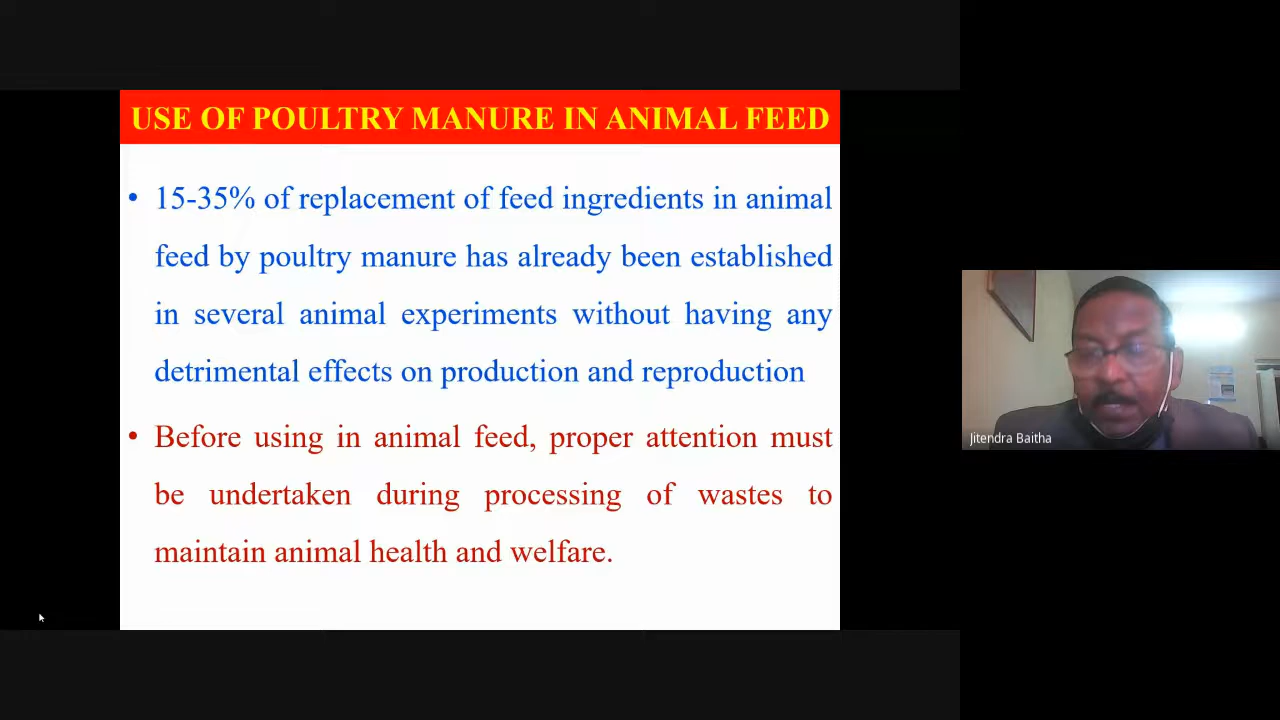 USE OF POULTRY MANURE IN ANIMAL FEED
• 15-35% of replacement of feed ingredients in animal
feed by poultry manure has already been established
in several animal experiments without having any
detrimental effects on production and reproduction
• Before using in animal feed, proper attention must
be undertaken during processing of wastes to
maintain animal health and welfare.
Jitendra Baitha